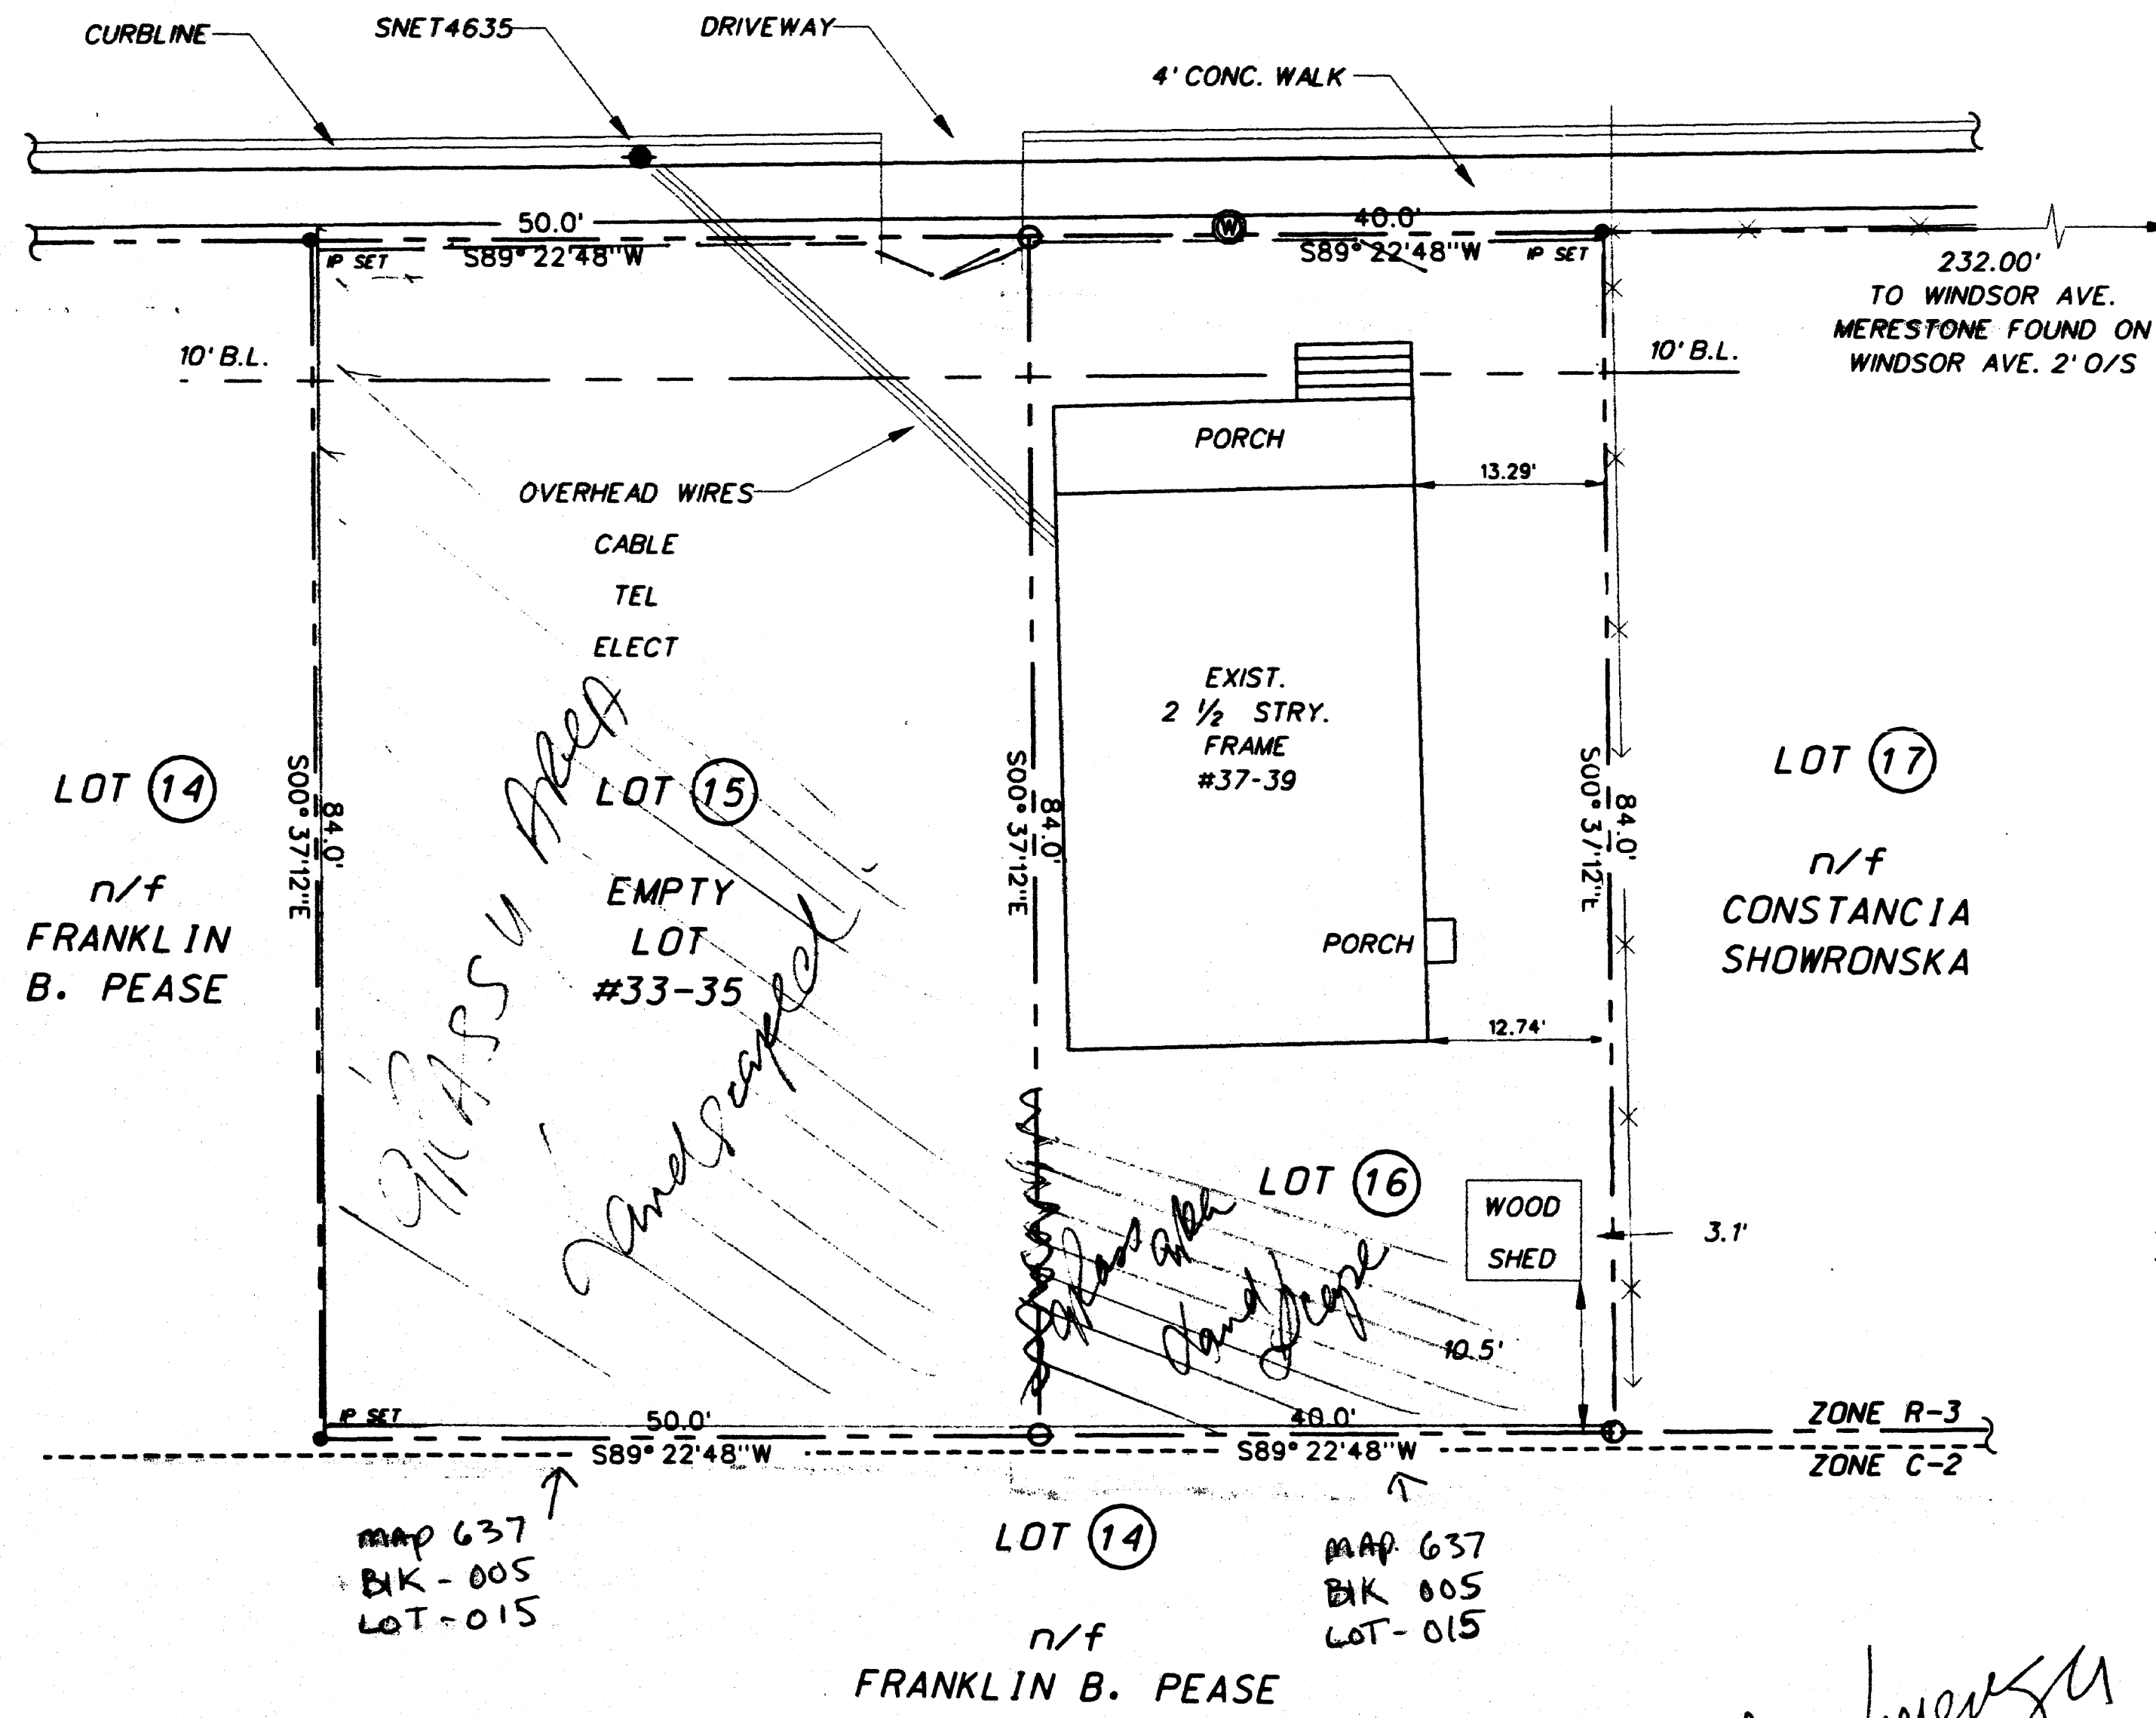 CURBLINE
SNET4635
DRIVEWAY
4' CONC. WALK
50.0'
S89° 22'48"W
IP SET
W
40.0'
S89° 22'48"W
IP SET
232.00'
TO WINDSOR AVE.
MERESTONE FOUND ON
WINDSOR AVE. 2' O/S
10' B.L.
10' B.L.
PORCH
13.29'
OVERHEAD WIRES
CABLE
TEL
ELECT
EXIST.
2 ½ STRY.
FRAME
#37-39
LOT 14
n/f
FRANKLIN
B. PEASE
S00° 37'12"E
84.0'
LOT 15
EMPTY
LOT
#33-35
GRASSY AREA
Landscaped
S00° 37'12"E
84.0'
S00° 37'12"E
84.0'
LOT 17
n/f
CONSTANCIA
SHOWRONSKA
PORCH
12.74'
LOT 16
grass area
Landscape
WOOD
SHED
3.1'
10.5'
IP SET
50.0'
S89° 22'48"W
40.0'
S89° 22'48"W
ZONE R-3
ZONE C-2
MAP 637
BlK - 005
LOT - 015
LOT 14
n/f
FRANKLIN B. PEASE
MAP. 637
BlK 005
LOT - 015